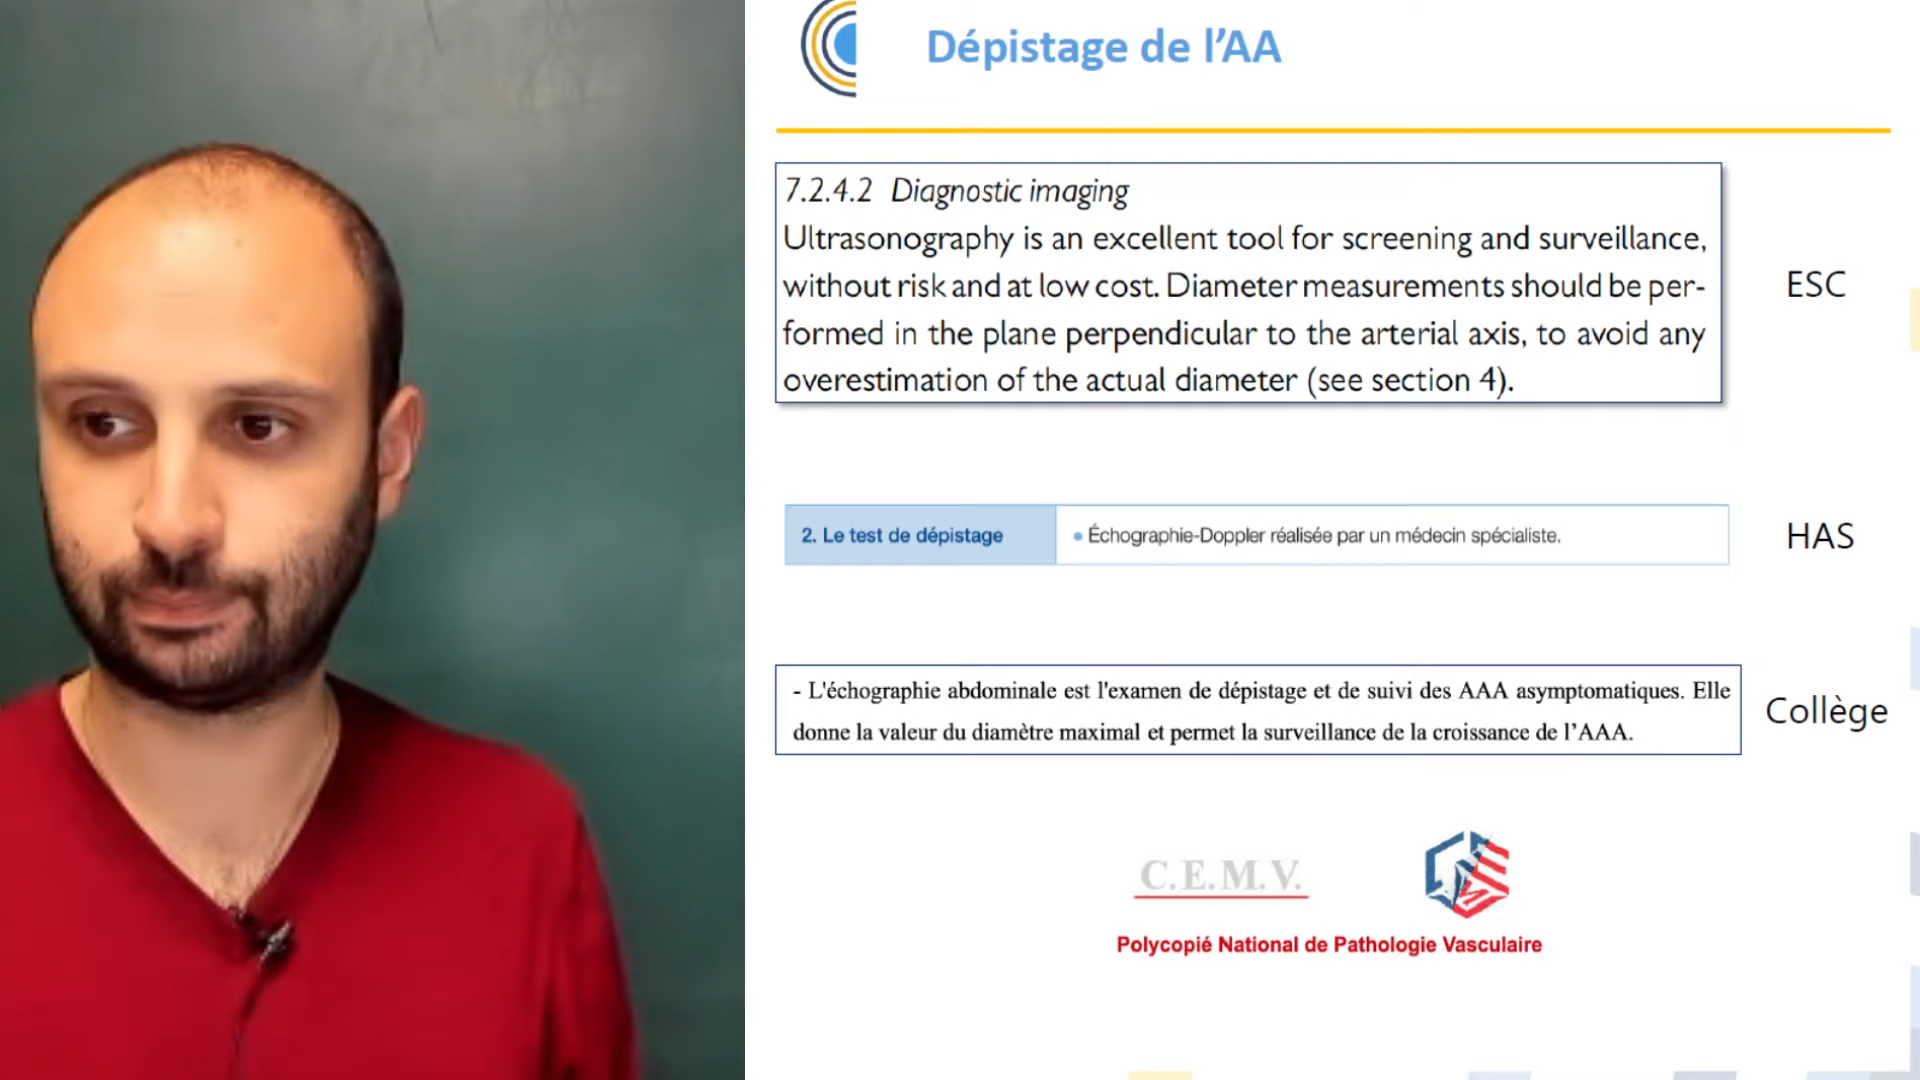 Dépistage de l'AA
7.2.4.2 Diagnostic imaging
Ultrasonography is an excellent tool for screening and surveillance,
without risk and at low cost. Diameter measurements should be per-
formed in the plane perpendicular to the arterial axis, to avoid any
overestimation of the actual diameter (see section 4).
ESC
2. Le test de dépistage
• Échographie-Doppler réalisée par un médecin spécialiste.
HAS
- L'échographie abdominale est l'examen de dépistage et de suivi des AAA asymptomatiques. Elle
donne la valeur du diamètre maximal et permet la surveillance de la croissance de l'AAA.
Collège
C.E.M.V.
Polycopié National de Pathologie Vasculaire